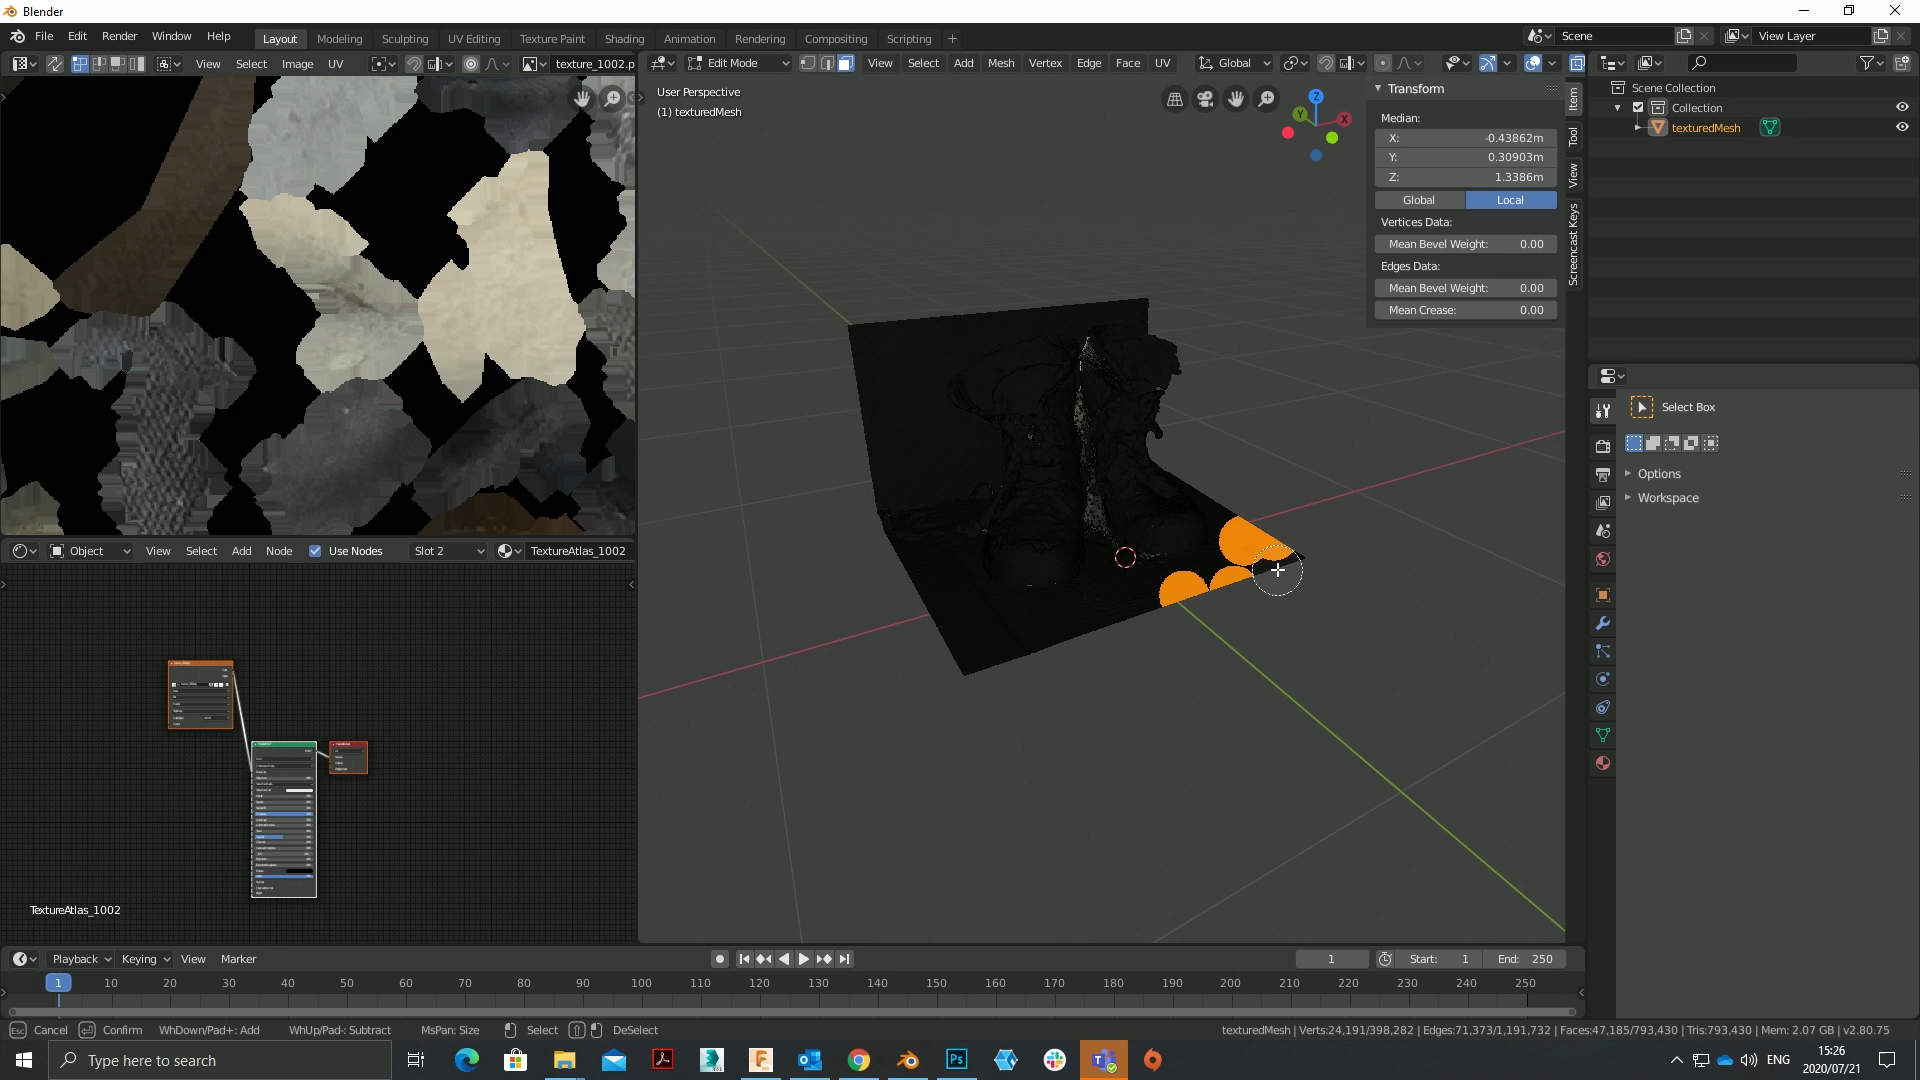 Blender
File Edit Render Window Help
Layout Modeling Sculpting UV Editing Texture Paint Shading Animation Rendering Compositing Scripting +
Scene
View Layer
View Select Image UV texture_1002.p
Edit Mode View Select Add Mesh Vertex Edge Face UV Global
User Perspective
(1) texturedMesh
Z
Y
X
Transform
Median:
X: -0.43862m
Y: 0.30903m
Z: 1.3386m
Global Local
Vertices Data:
Mean Bevel Weight: 0.00
Edges Data:
Mean Bevel Weight: 0.00
Mean Crease: 0.00
Item
Tool
View
Screencast Keys
Scene Collection
Collection
texturedMesh
Select Box
Options
Workspace
Object View Select Add Node Use Nodes Slot 2 TextureAtlas_1002
TextureAtlas_1002
Playback Keying View Marker
1 Start: 1 End: 250
1 10 20 30 40 50 60 70 80 90 100 110 120 130 140 150 160 170 180 190 200 210 220 230 240 250
Esc Cancel Confirm WhDown/Pad+: Add WhUp/Pad-: Subtract MsPan: Size Select DeSelect
texturedMesh | Verts:24,191/398,282 | Edges:71,373/1,191,732 | Faces:47,185/793,430 | Tris:793,430 | Mem: 2.07 GB | v2.80.75
Type here to search
Ps
ENG
15:26
2020/07/21